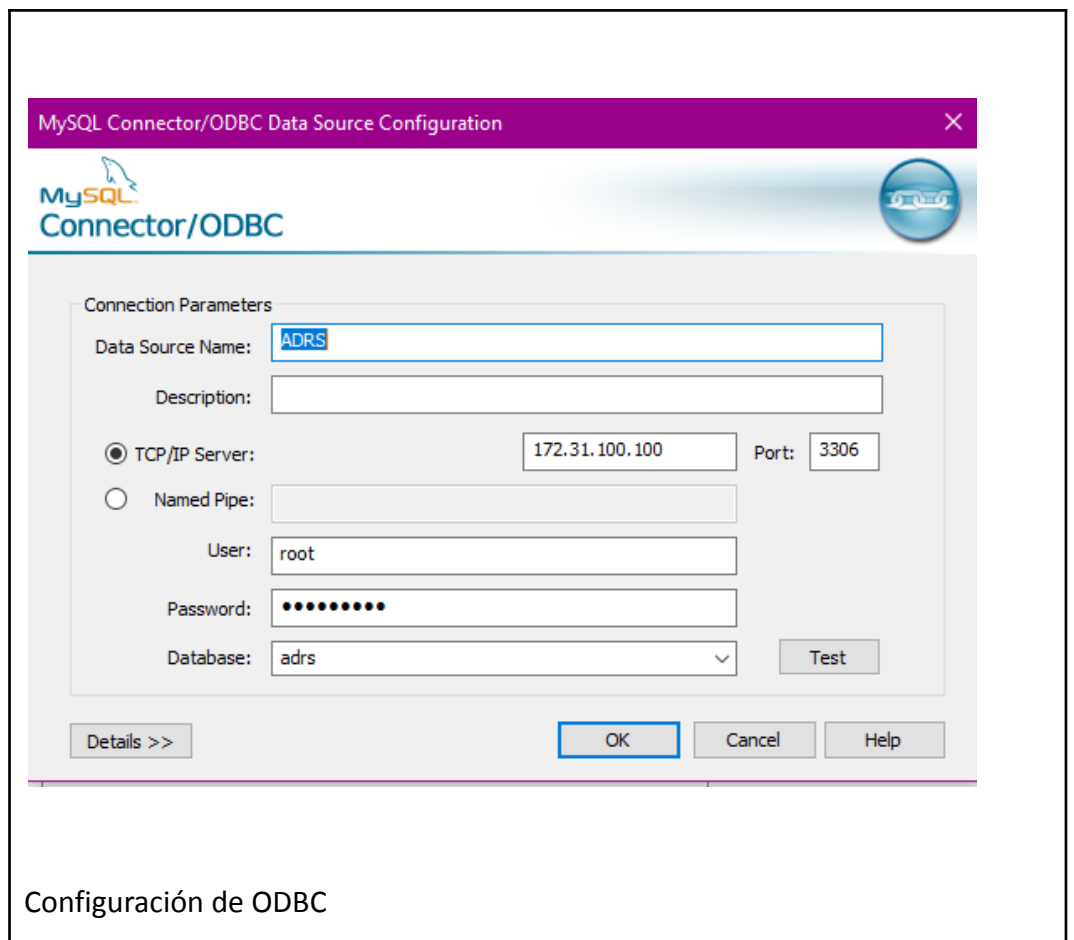 MySQL Connector/ODBC Data Source Configuration
MySQL
Connector/ODBC
Connection Parameters
Data Source Name: ADRS
Description:
TCP/IP Server: 172.31.100.100 Port: 3306
Named Pipe:
User: root
Password: •••••••••
Database: adrs Test
Details >> OK Cancel Help
Configuración de ODBC